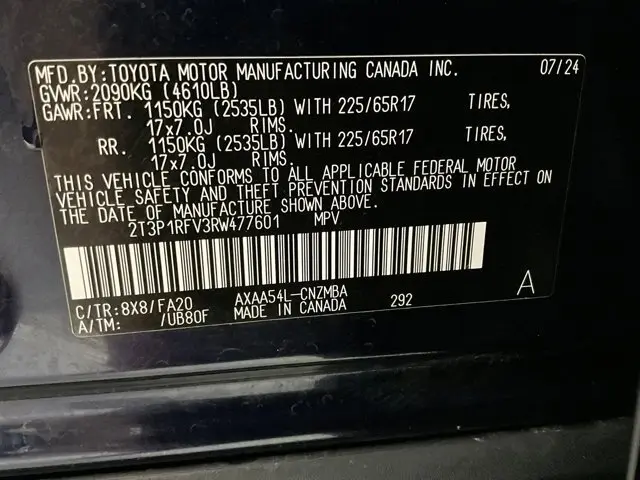 MFD.BY:TOYOTA MOTOR MANUFACTURING CANADA INC. 07/24
GVWR:2090KG (4610LB)
GAWR:FRT. 1150KG (2535LB) WITH 225/65R17 TIRES,
17x7.0J RIMS.
RR. 1150KG (2535LB) WITH 225/65R17 TIRES,
17x7.0J RIMS.
THIS VEHICLE CONFORMS TO ALL APPLICABLE FEDERAL MOTOR
VEHICLE SAFETY AND THEFT PREVENTION STANDARDS IN EFFECT ON
THE DATE OF MANUFACTURE SHOWN ABOVE.
2T3P1RFV3RW477601 MPV
C/TR:8X8/FA20 AXAA54L-CNZMBA 292 A
A/TM: /UB80F MADE IN CANADA